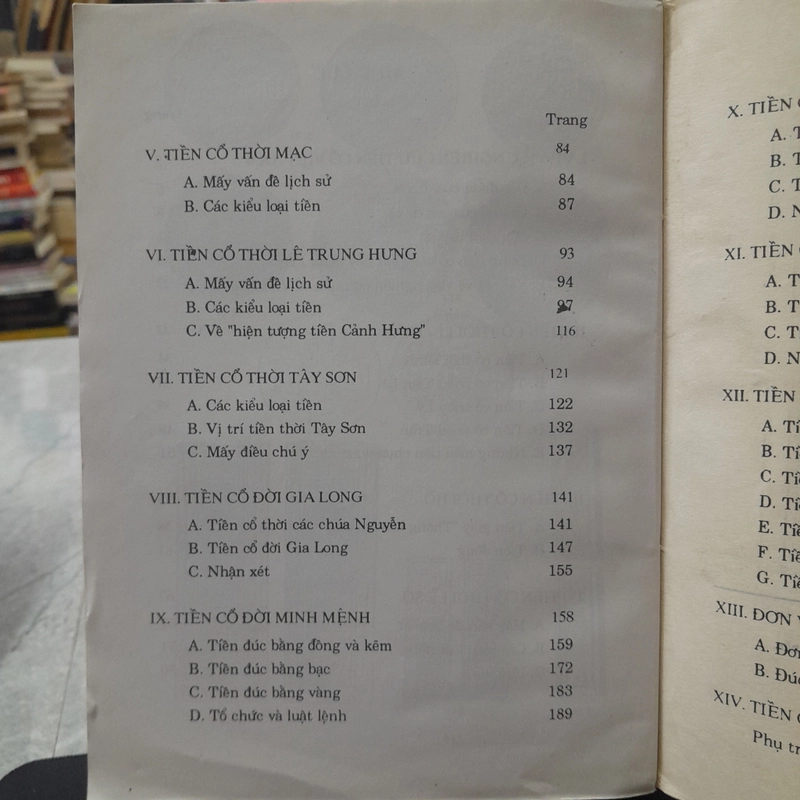 Trang
V. TIỀN CỔ THỜI MẠC 84
A. Mấy vấn đề lịch sử 84
B. Các kiểu loại tiền 87
VI. TIỀN CỔ THỜI LÊ TRUNG HƯNG 93
A. Mấy vấn đề lịch sử 94
B. Các kiểu loại tiền 97
C. Về "hiện tượng tiền Cảnh Hưng" 116
VII. TIỀN CỔ THỜI TÂY SƠN 121
A. Các kiểu loại tiền 122
B. Vị trí tiền thời Tây Sơn 132
C. Mấy điều chú ý 137
VIII. TIỀN CỔ ĐỜI GIA LONG 141
A. Tiền cổ thời các chúa Nguyễn 141
B. Tiền cổ đời Gia Long 147
C. Nhận xét 155
IX. TIỀN CỔ ĐỜI MINH MỆNH 158
A. Tiền đúc bằng đồng và kẽm 159
B. Tiền đúc bằng bạc 172
C. Tiền đúc bằng vàng 183
D. Tổ chức và luật lệnh 189
X. TIỀN
A.
B.
C.
D.
XI. TIỀN
A.
B.
C.
D.
XII. TIỀN
A.
B.
C.
D.
E.
F.
G.
XIII. ĐƠN
A.
B.
XIV. TIỀN
Phụ